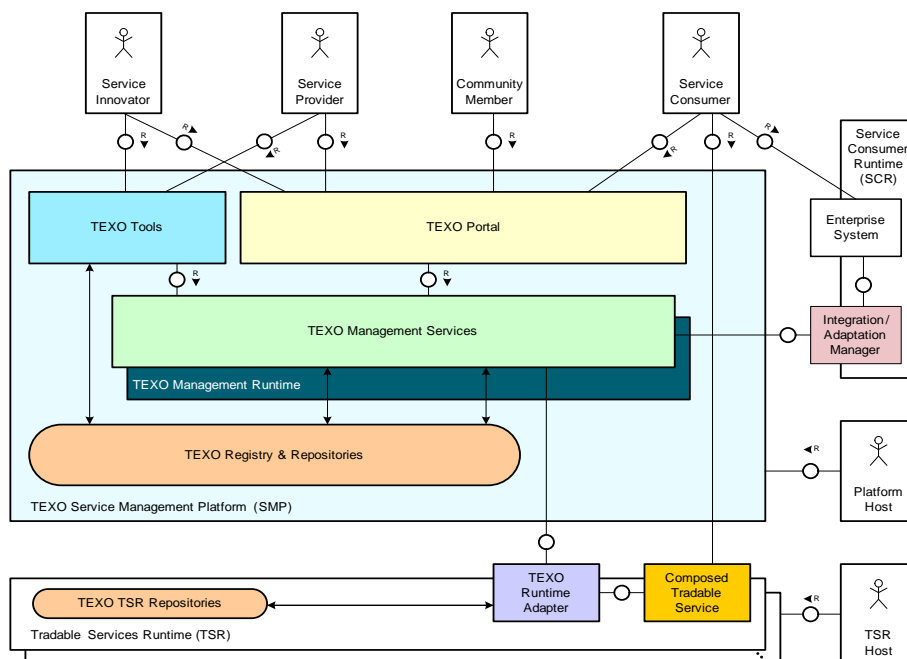 Service
Innovator
Service
Provider
Community
Member
Service
Consumer
R
R
R
R
R
R
R
R
Service
Consumer
Runtime
(SCR)
TEXO Tools
TEXO Portal
Enterprise
System
R
R
TEXO Management Services
Integration/
Adaptation
Manager
TEXO Management Runtime
TEXO Registry & Repositories
R
Platform
Host
TEXO Service Management Platform (SMP)
TEXO
Runtime
Adapter
Composed
Tradable
Service
TEXO TSR Repositories
R
Tradable Services Runtime (TSR)
TSR
Host